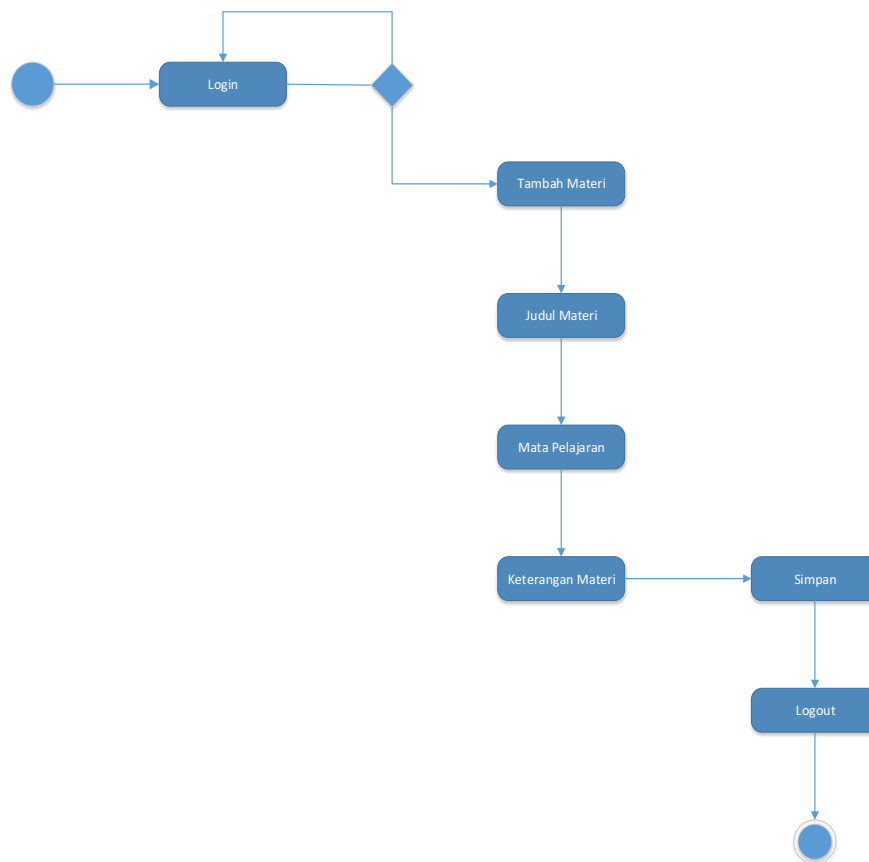 Login
Tambah Materi
Judul Materi
Mata Pelajaran
Keterangan Materi
Simpan
Logout